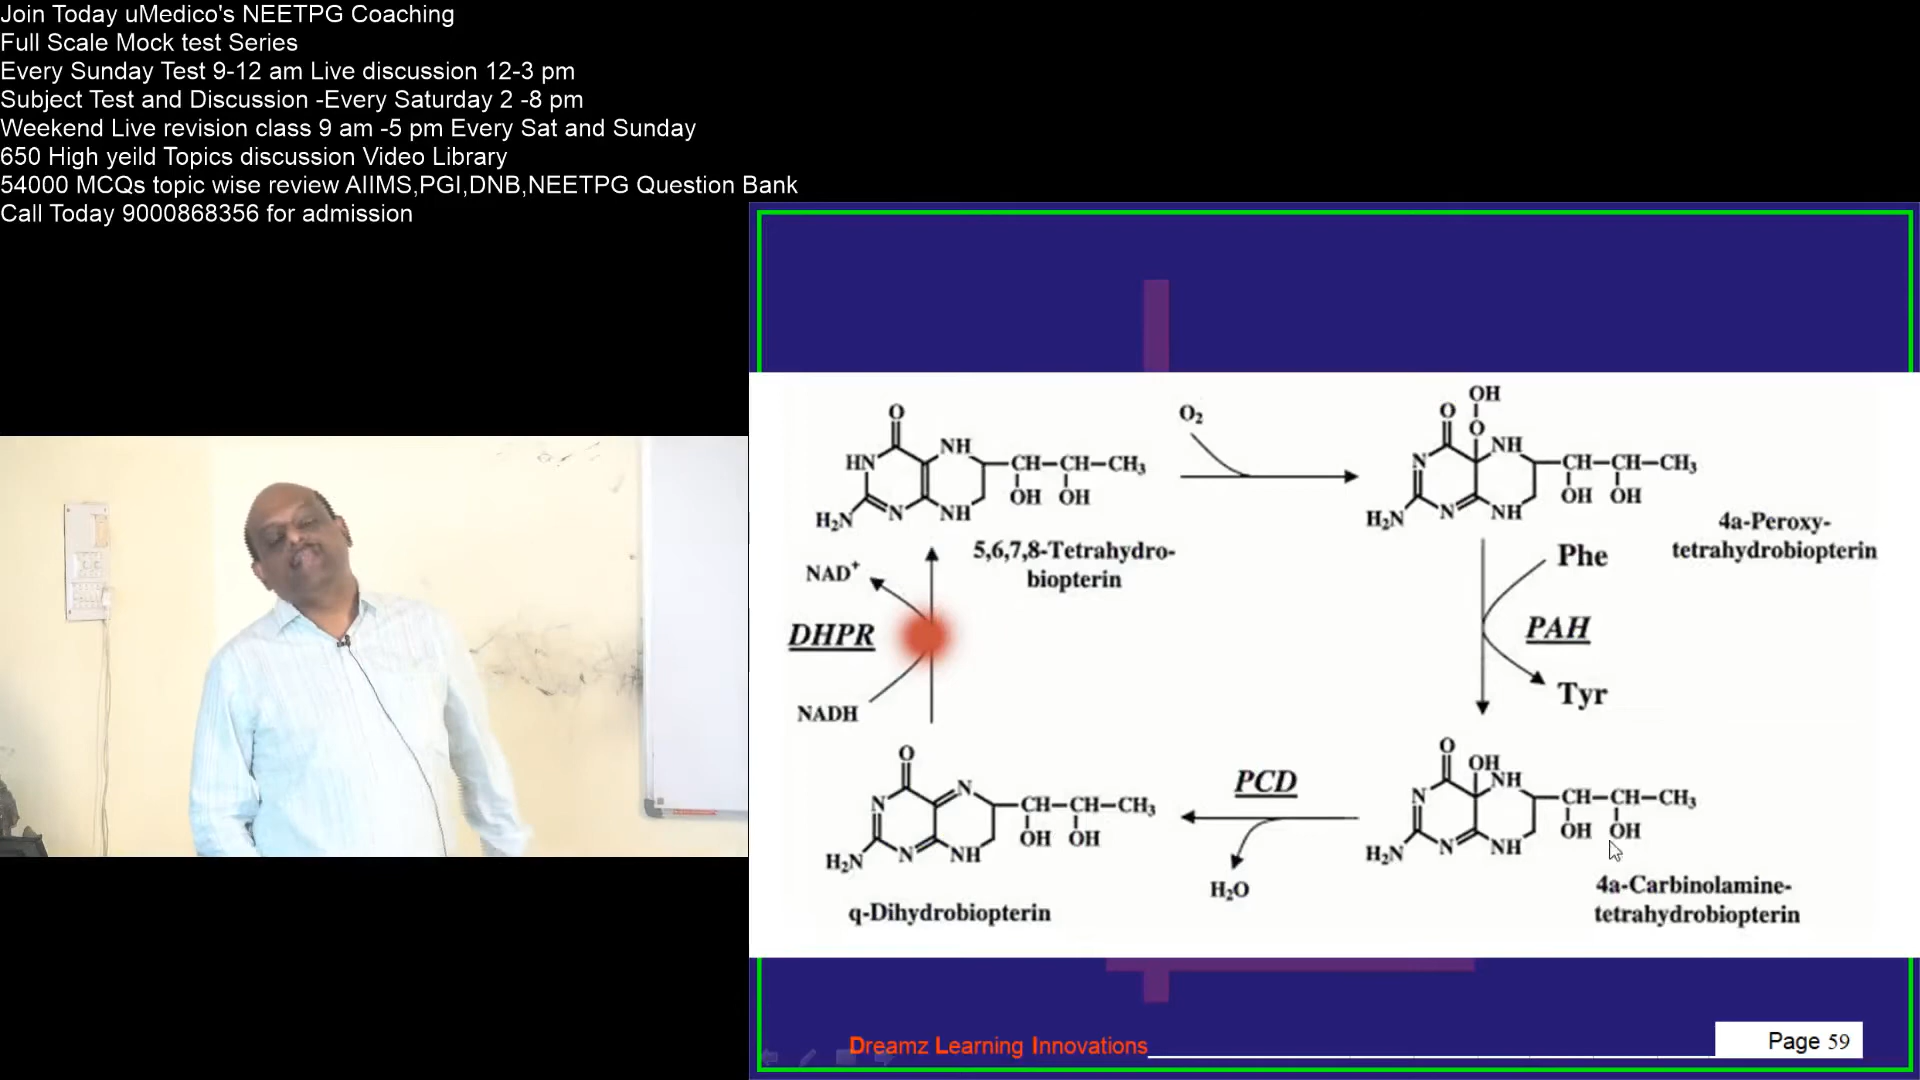 Join Today uMedico's NEETPG Coaching
Full Scale Mock test Series
Every Sunday Test 9-12 am Live discussion 12-3 pm
Subject Test and Discussion -Every Saturday 2 -8 pm
Weekend Live revision class 9 am -5 pm Every Sat and Sunday
650 High yeild Topics discussion Video Library
54000 MCQs topic wise review AIIMS,PGI,DNB,NEETPG Question Bank
Call Today 9000868356 for admission
O
HN
NH
CH-CH-CH3
OH OH
H2N
N
NH
5,6,7,8-Tetrahydro-
biopterin
O2
OH
O
O
N
NH
CH-CH-CH3
OH OH
H2N
N
NH
4a-Peroxy-
tetrahydrobiopterin
NAD+
DHPR
NADH
Phe
PAH
Tyr
O
N
N
CH-CH-CH3
OH OH
H2N
N
NH
q-Dihydrobiopterin
PCD
H2O
O
OH
N
NH
CH-CH-CH3
OH OH
H2N
N
NH
4a-Carbinolamine-
tetrahydrobiopterin
Dreamz Learning Innovations
Page 59